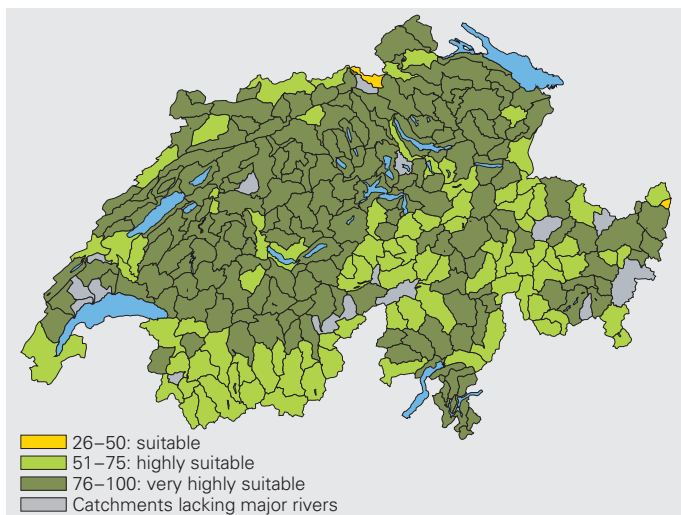 26–50: suitable
51–75: highly suitable
76–100: very highly suitable
Catchments lacking major rivers